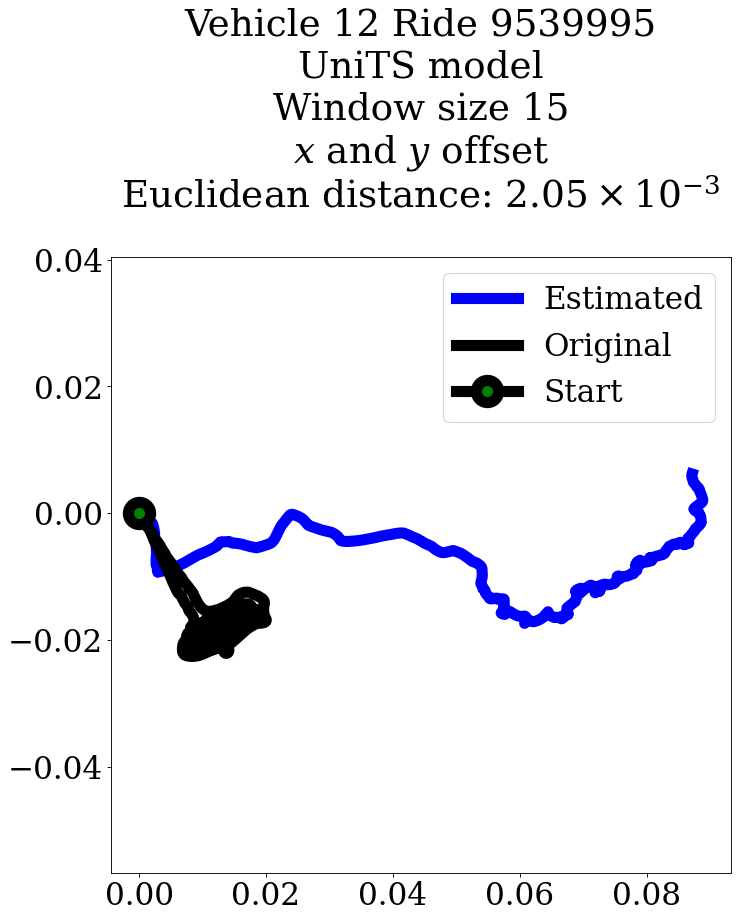 Vehicle 12 Ride 9539995
UniTS model
Window size 15
x and y offset
Euclidean distance: 2.05 × 10⁻³
0.04
0.02
0.00
−0.02
−0.04
Estimated
Original
Start
0.00 0.02 0.04 0.06 0.08